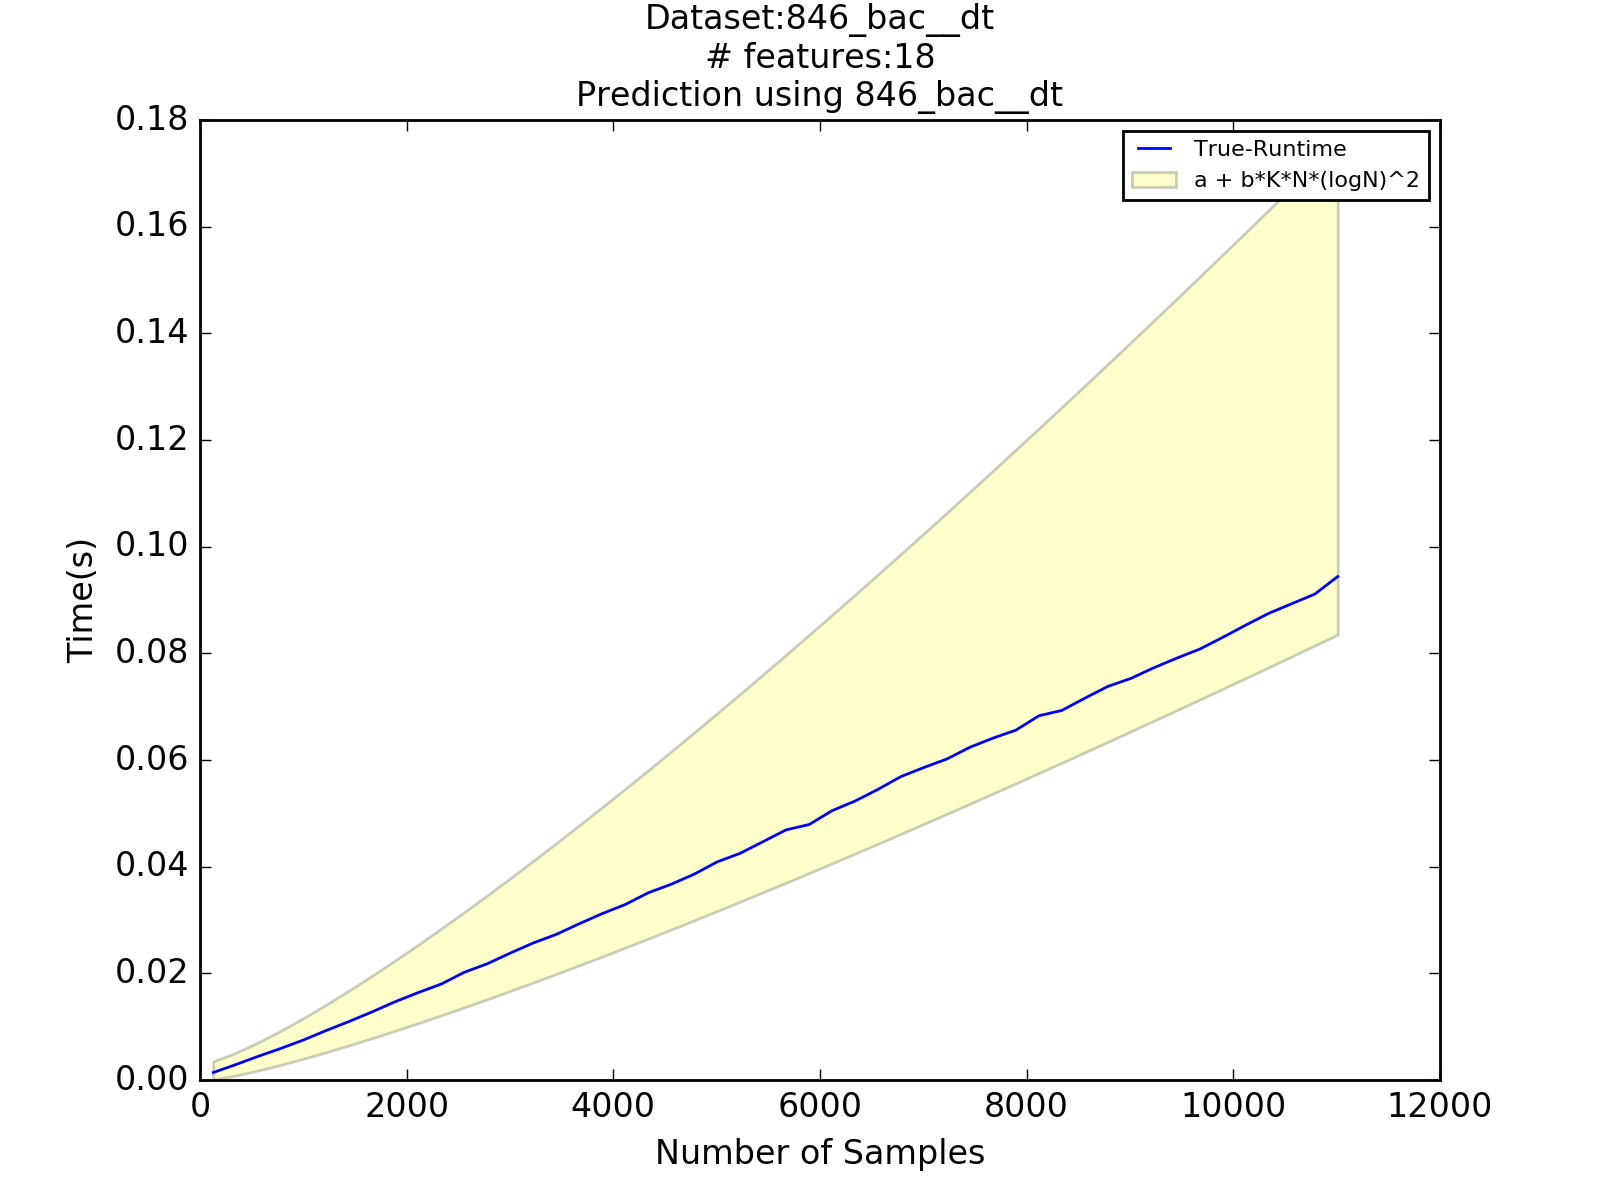 Dataset:846_bac__dt
# features:18
Prediction using 846_bac__dt
True-Runtime
a + b*K*N*(logN)^2
0.18
0.16
0.14
0.12
0.10
0.08
0.06
0.04
0.02
0.00
Time(s)
0 2000 4000 6000 8000 10000 12000
Number of Samples